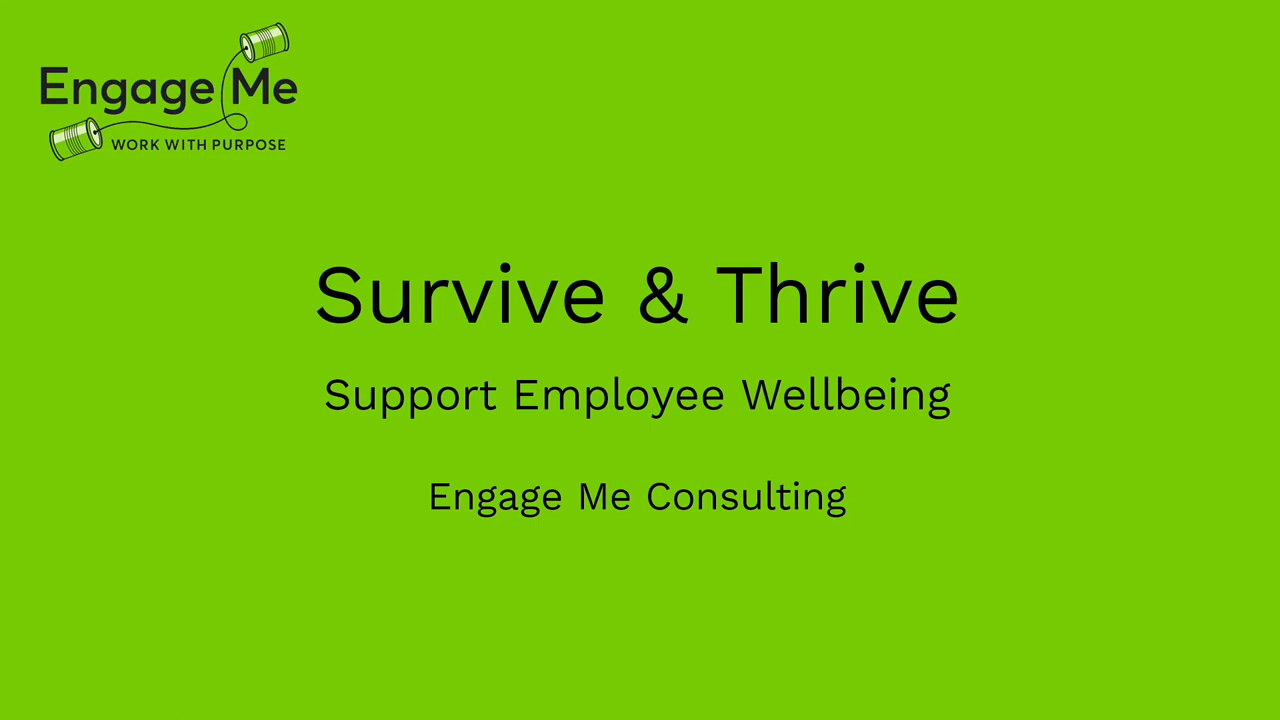 Engage Me
WORK WITH PURPOSE
Survive & Thrive
Support Employee Wellbeing
Engage Me Consulting